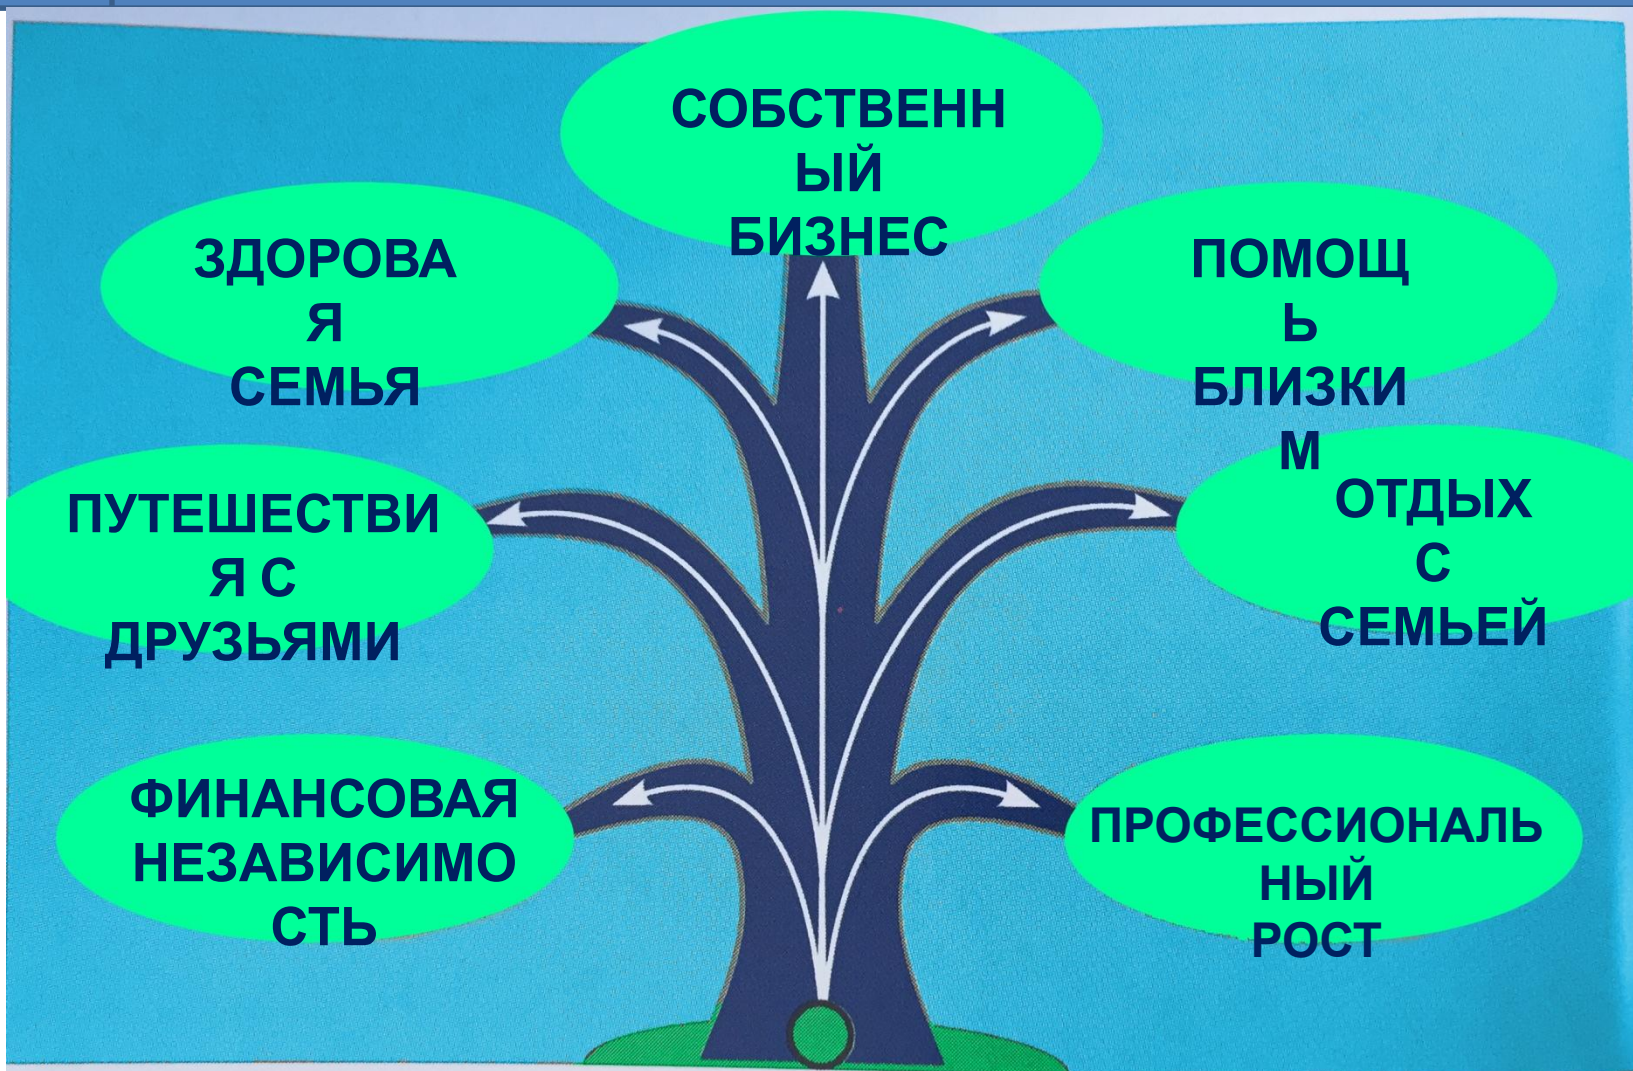 СОБСТВЕНН
ЫЙ
БИЗНЕС
ЗДОРОВА
Я
СЕМЬЯ
ПОМОЩ
Ь
БЛИЗКИ
М
ПУТЕШЕСТВИ
Я С
ДРУЗЬЯМИ
ОТДЫХ
С
СЕМЬЕЙ
ФИНАНСОВАЯ
НЕЗАВИСИМО
СТЬ
ПРОФЕССИОНАЛЬ
НЫЙ
РОСТ